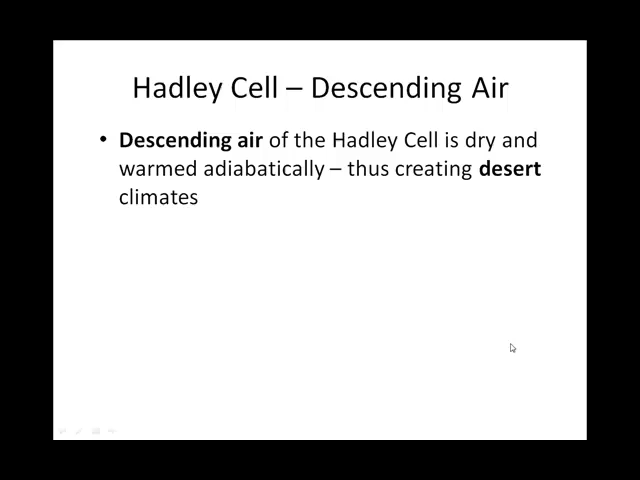 Hadley Cell – Descending Air
• Descending air of the Hadley Cell is dry and
warmed adiabatically – thus creating desert
climates